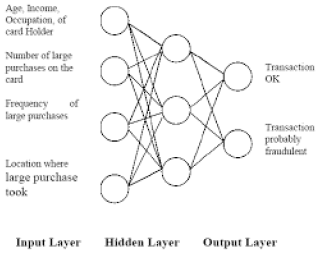 Age, Income,
Occupation, of
card Holder
Number of large
purchases on the
card
Frequency of
large purchases
Location where
large purchase
took
Transaction
OK
Transaction
probably
fraudulent
Input Layer Hidden Layer Output Layer